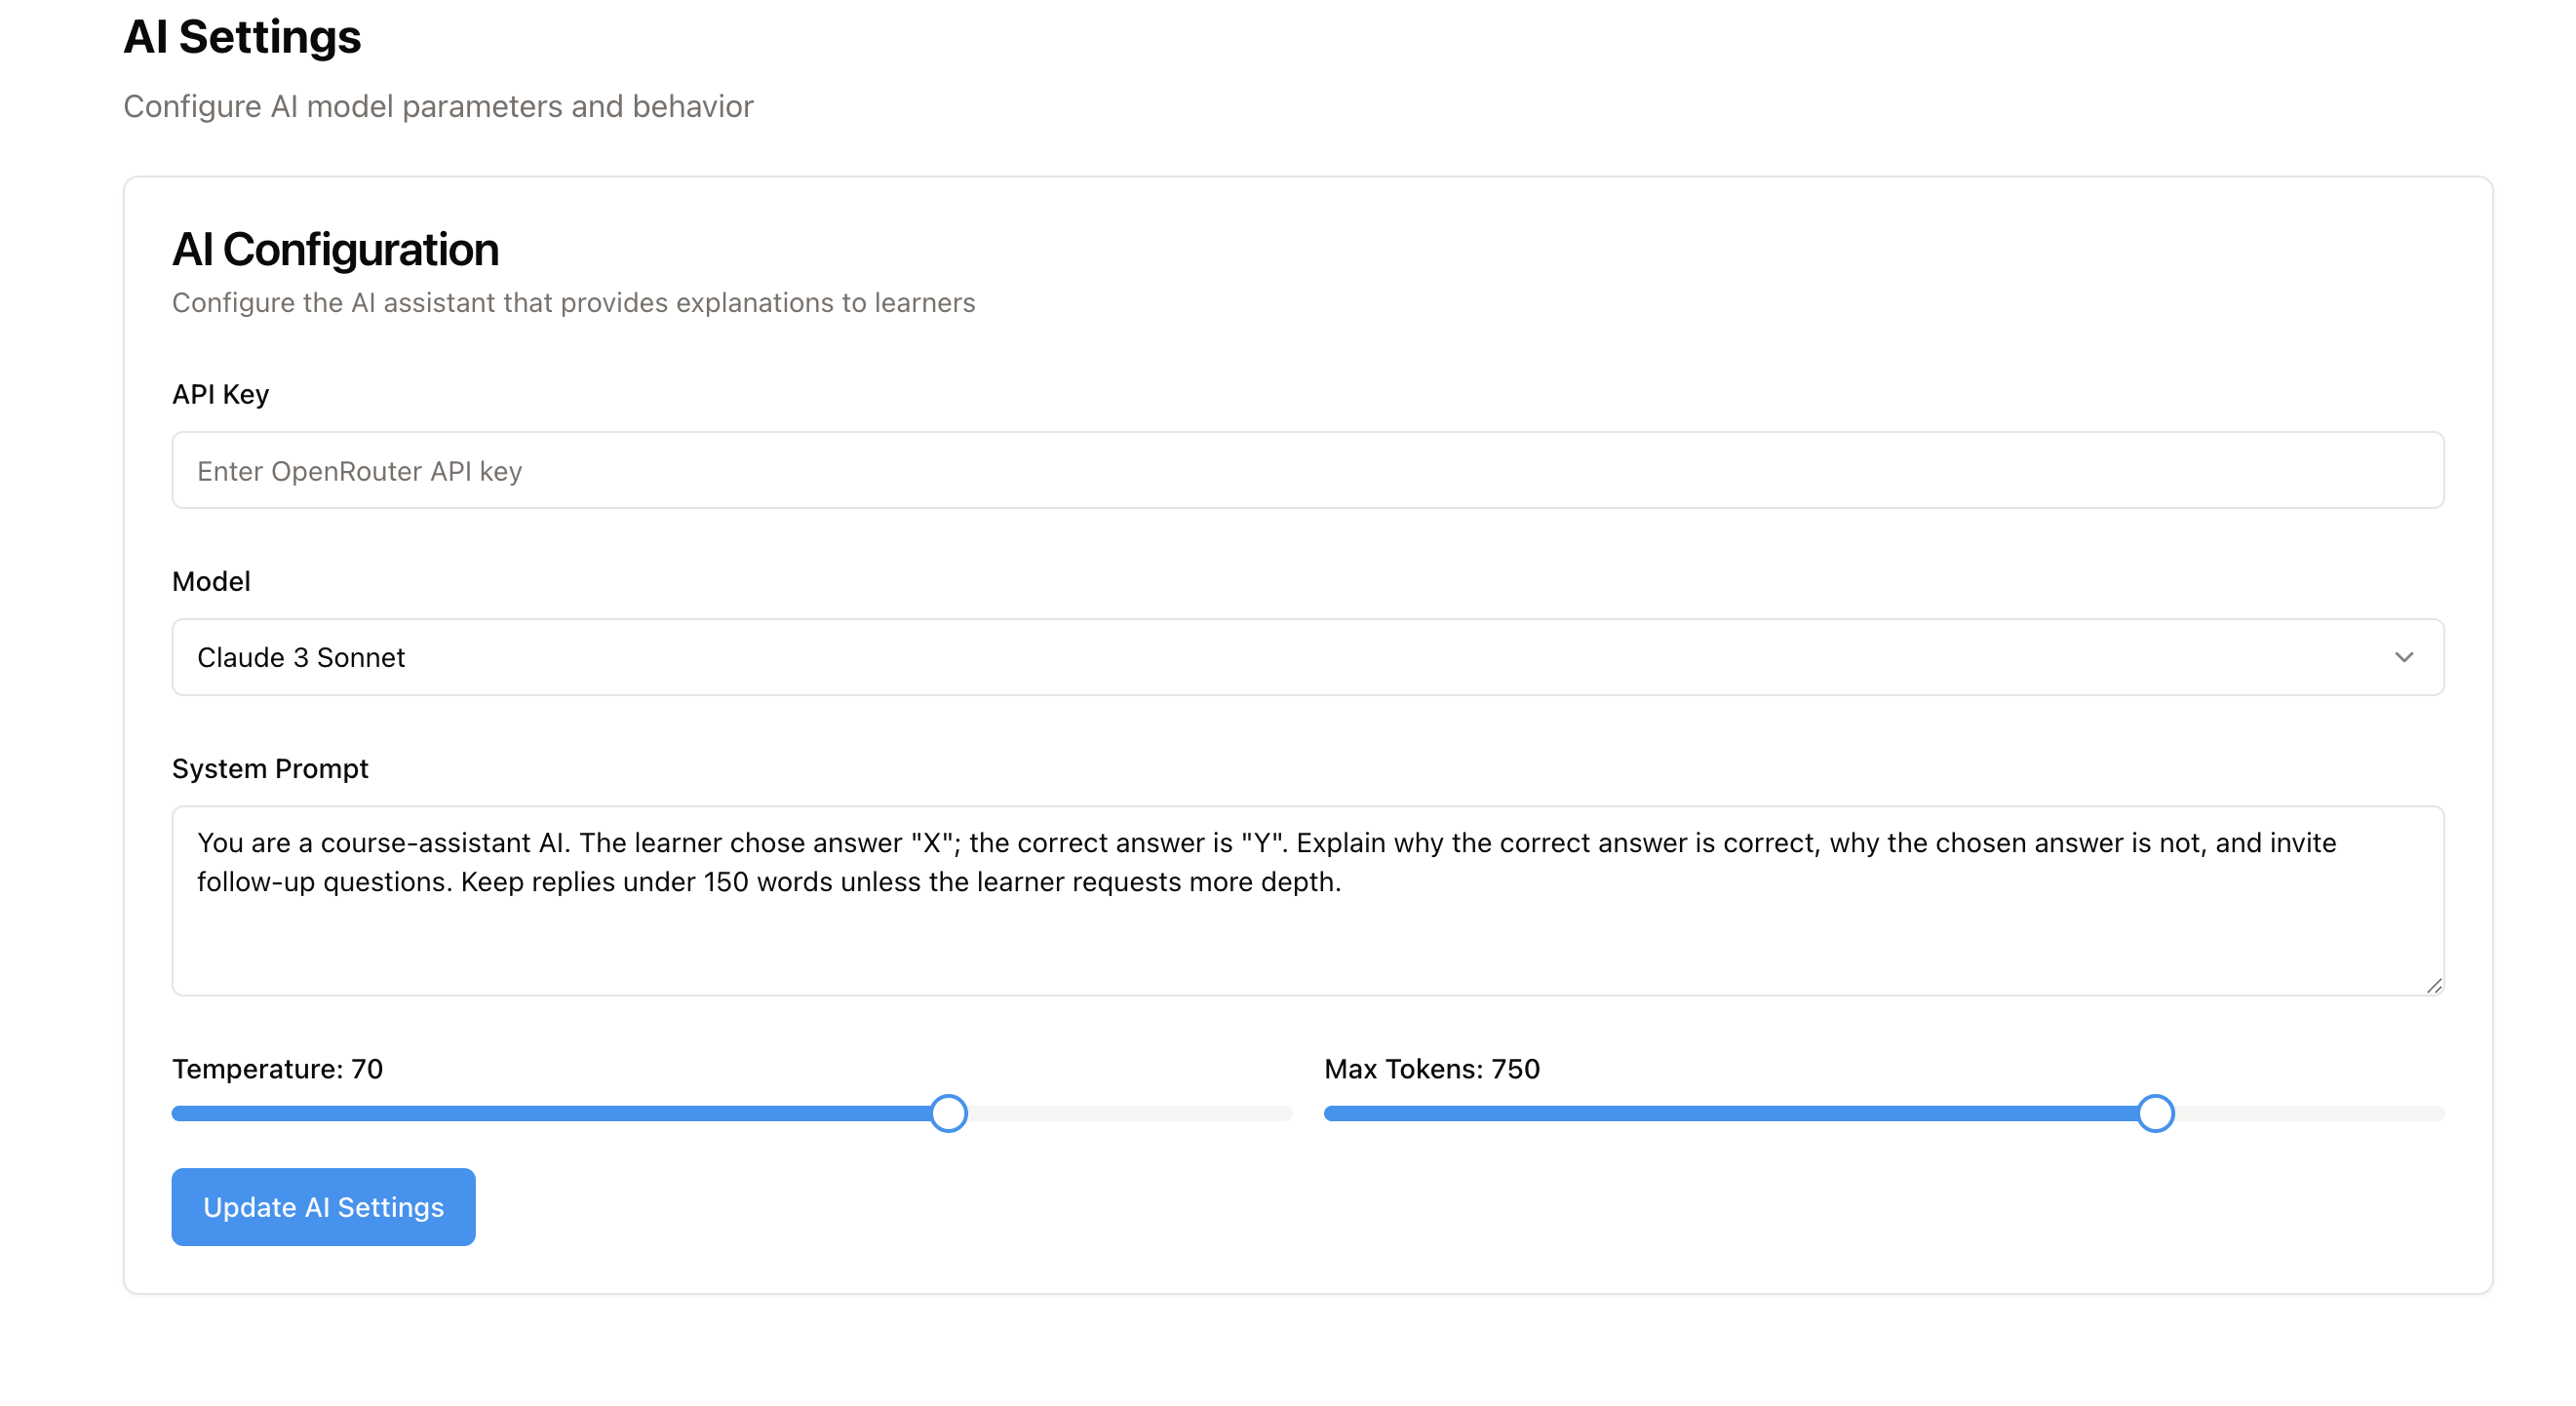 AI Settings
Configure AI model parameters and behavior
AI Configuration
Configure the AI assistant that provides explanations to learners
API Key
Enter OpenRouter API key
Model
Claude 3 Sonnet
System Prompt
You are a course-assistant AI. The learner chose answer "X"; the correct answer is "Y". Explain why the correct answer is correct, why the chosen answer is not, and invite
follow-up questions. Keep replies under 150 words unless the learner requests more depth.
Temperature: 70
Max Tokens: 750
Update AI Settings